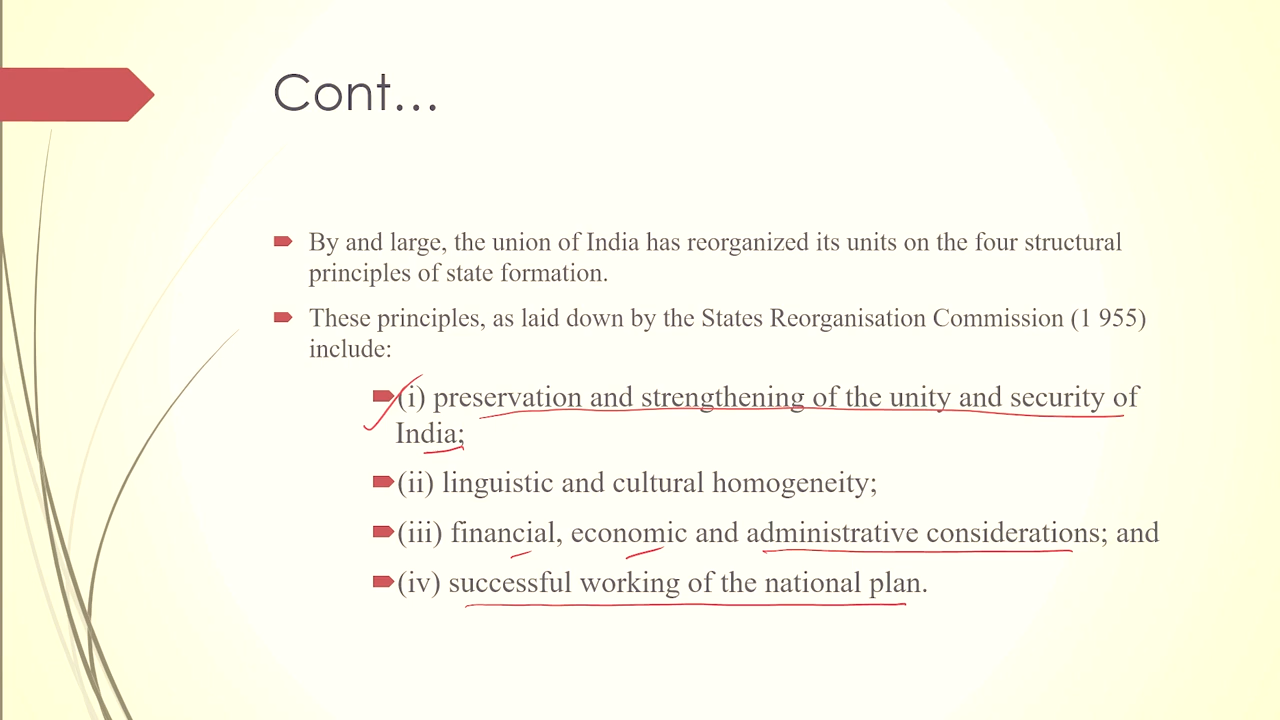 Cont…
By and large, the union of India has reorganized its units on the four structural
principles of state formation.
These principles, as laid down by the States Reorganisation Commission (1 955)
include:
(i) preservation and strengthening of the unity and security of
India;
(ii) linguistic and cultural homogeneity;
(iii) financial, economic and administrative considerations; and
(iv) successful working of the national plan.